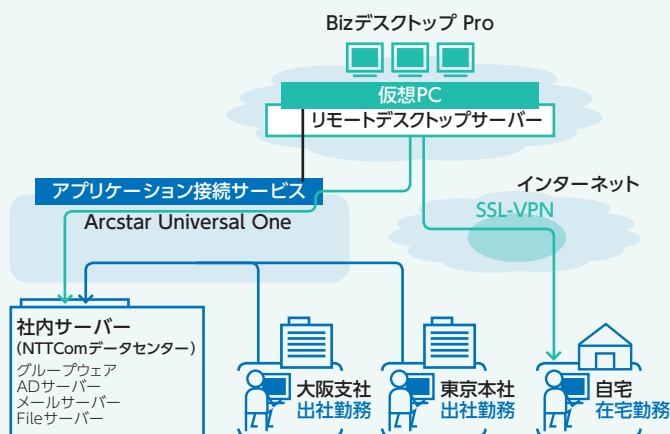 Bizデスクトップ Pro
仮想PC
リモートデスクトップサーバー
アプリケーション接続サービス
Arcstar Universal One
インターネット
SSL-VPN
社内サーバー
(NTTComデータセンター)
グループウェア
ADサーバー
メールサーバー
Fileサーバー
大阪支社
出社勤務
東京本社
出社勤務
自宅
在宅勤務